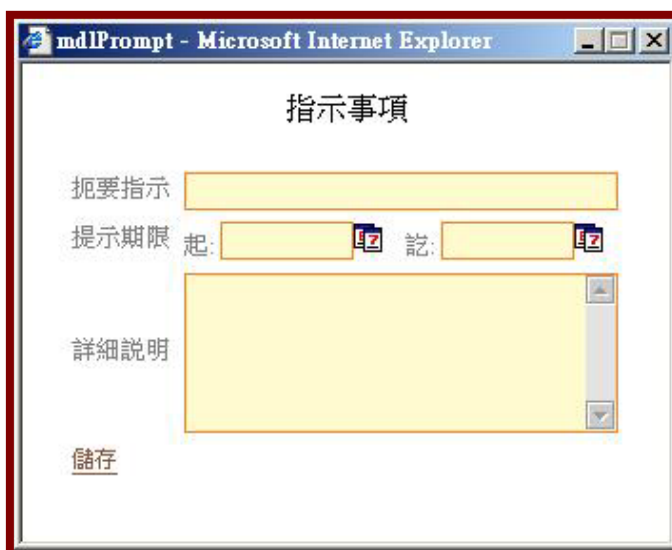 mdlPrompt - Microsoft Internet Explorer
指示事項
扼要指示
提示期限 起: 訖:
詳細說明
儲存